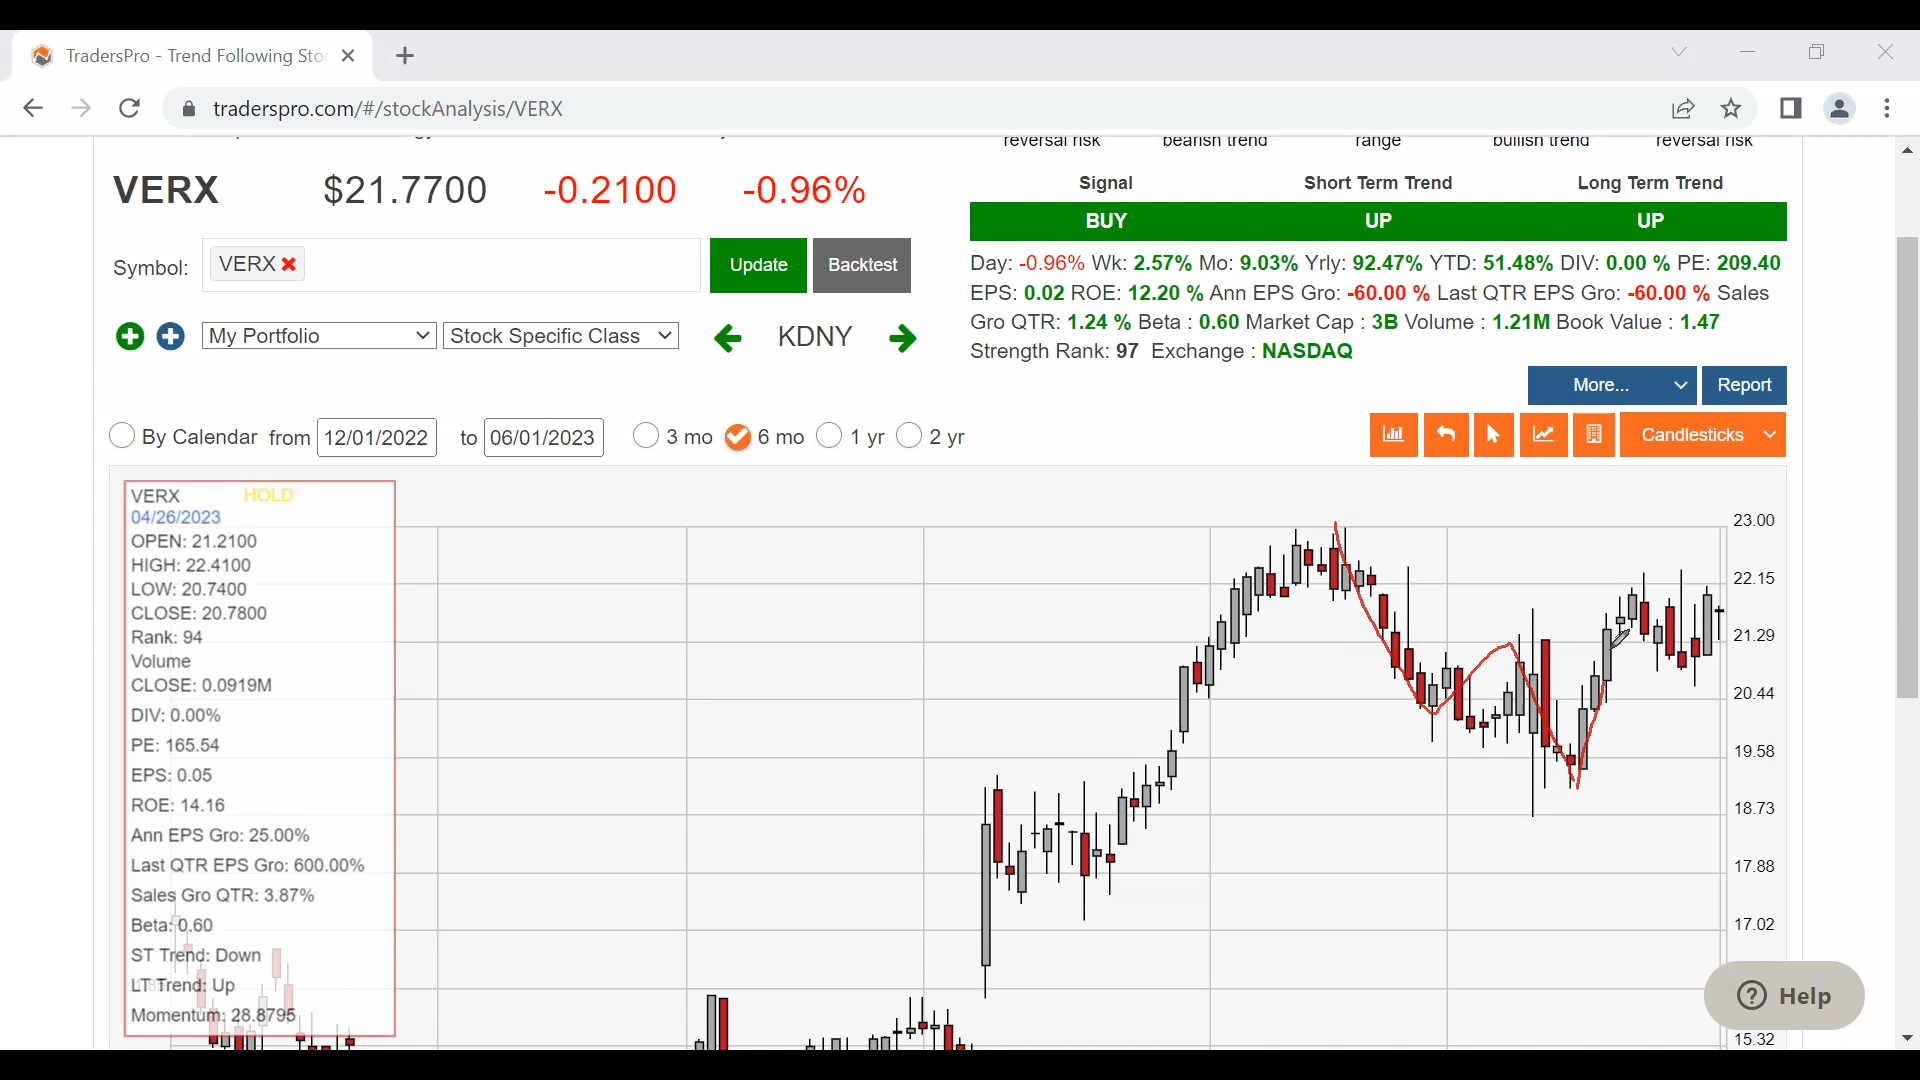 TradersPro - Trend Following Sto
traderspro.com/#/stockAnalysis/VERX
reversal risk bearish trend range bullish trend reversal risk
VERX $21.7700 -0.2100 -0.96%
Signal Short Term Trend Long Term Trend
BUY UP UP
Symbol: VERX Update Backtest
Day: -0.96% Wk: 2.57% Mo: 9.03% Yrly: 92.47% YTD: 51.48% DIV: 0.00 % PE: 209.40
EPS: 0.02 ROE: 12.20 % Ann EPS Gro: -60.00 % Last QTR EPS Gro: -60.00 % Sales
Gro QTR: 1.24 % Beta : 0.60 Market Cap : 3B Volume : 1.21M Book Value : 1.47
Strength Rank: 97 Exchange : NASDAQ
My Portfolio Stock Specific Class KDNY
More... Report
By Calendar from 12/01/2022 to 06/01/2023 3 mo 6 mo 1 yr 2 yr
Candlesticks
VERX HOLD
04/26/2023
OPEN: 21.2100
HIGH: 22.4100
LOW: 20.7400
CLOSE: 20.7800
Rank: 94
Volume
CLOSE: 0.0919M
DIV: 0.00%
PE: 165.54
EPS: 0.05
ROE: 14.16
Ann EPS Gro: 25.00%
Last QTR EPS Gro: 600.00%
Sales Gro QTR: 3.87%
Beta: 0.60
ST Trend: Down
LT Trend: Up
Momentum: 28.8795
23.00
22.15
21.29
20.44
19.58
18.73
17.88
17.02
15.32
Help